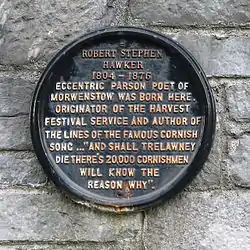 ROBERT STEPHEN
HAWKER
1804 - 1875
ECCENTRIC PARSON POET OF
MORWENSTOW WAS BORN HERE.
ORIGINATOR OF THE HARVEST
FESTIVAL SERVICE AND AUTHOR OF
THE LINES OF THE FAMOUS CORNISH
SONG ..."AND SHALL TRELAWNEY
DIE THERE'S 20,000 CORNISHMEN
WILL KNOW THE
REASON WHY".